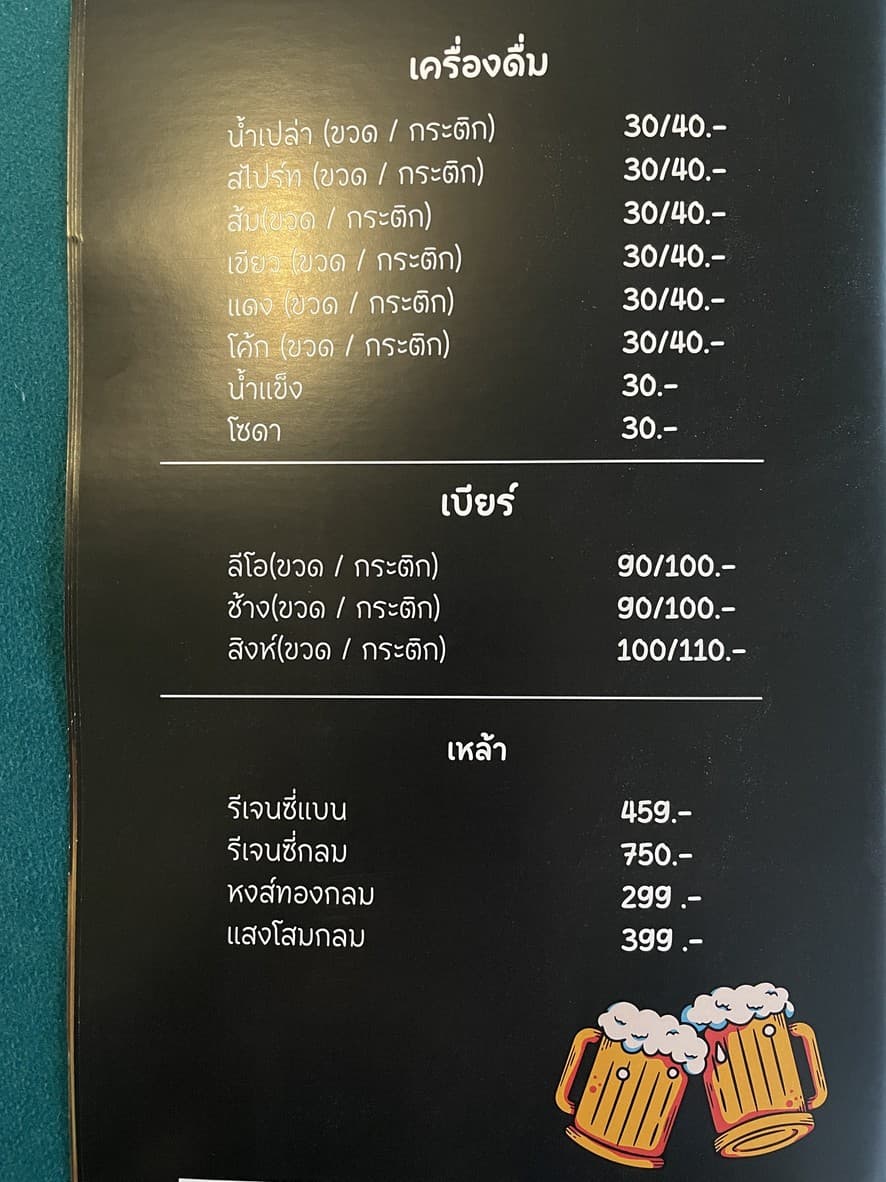 เครื่องดื่ม
น้ำเปล่า (ขวด / กระติก) 30/40.-
สไปร์ท (ขวด / กระติก) 30/40.-
ส้ม(ขวด / กระติก) 30/40.-
เขียว (ขวด / กระติก) 30/40.-
แดง (ขวด / กระติก) 30/40.-
โค้ก (ขวด / กระติก) 30/40.-
น้ำแข็ง 30.-
โซดา 30.-
เบียร์
ลีโอ(ขวด / กระติก) 90/100.-
ช้าง(ขวด / กระติก) 90/100.-
สิงห์(ขวด / กระติก) 100/110.-
เหล้า
รีเจนซี่แบน 459.-
รีเจนซี่กลม 750.-
หงส์ทองกลม 299 .-
แสงโสมกลม 399 .-